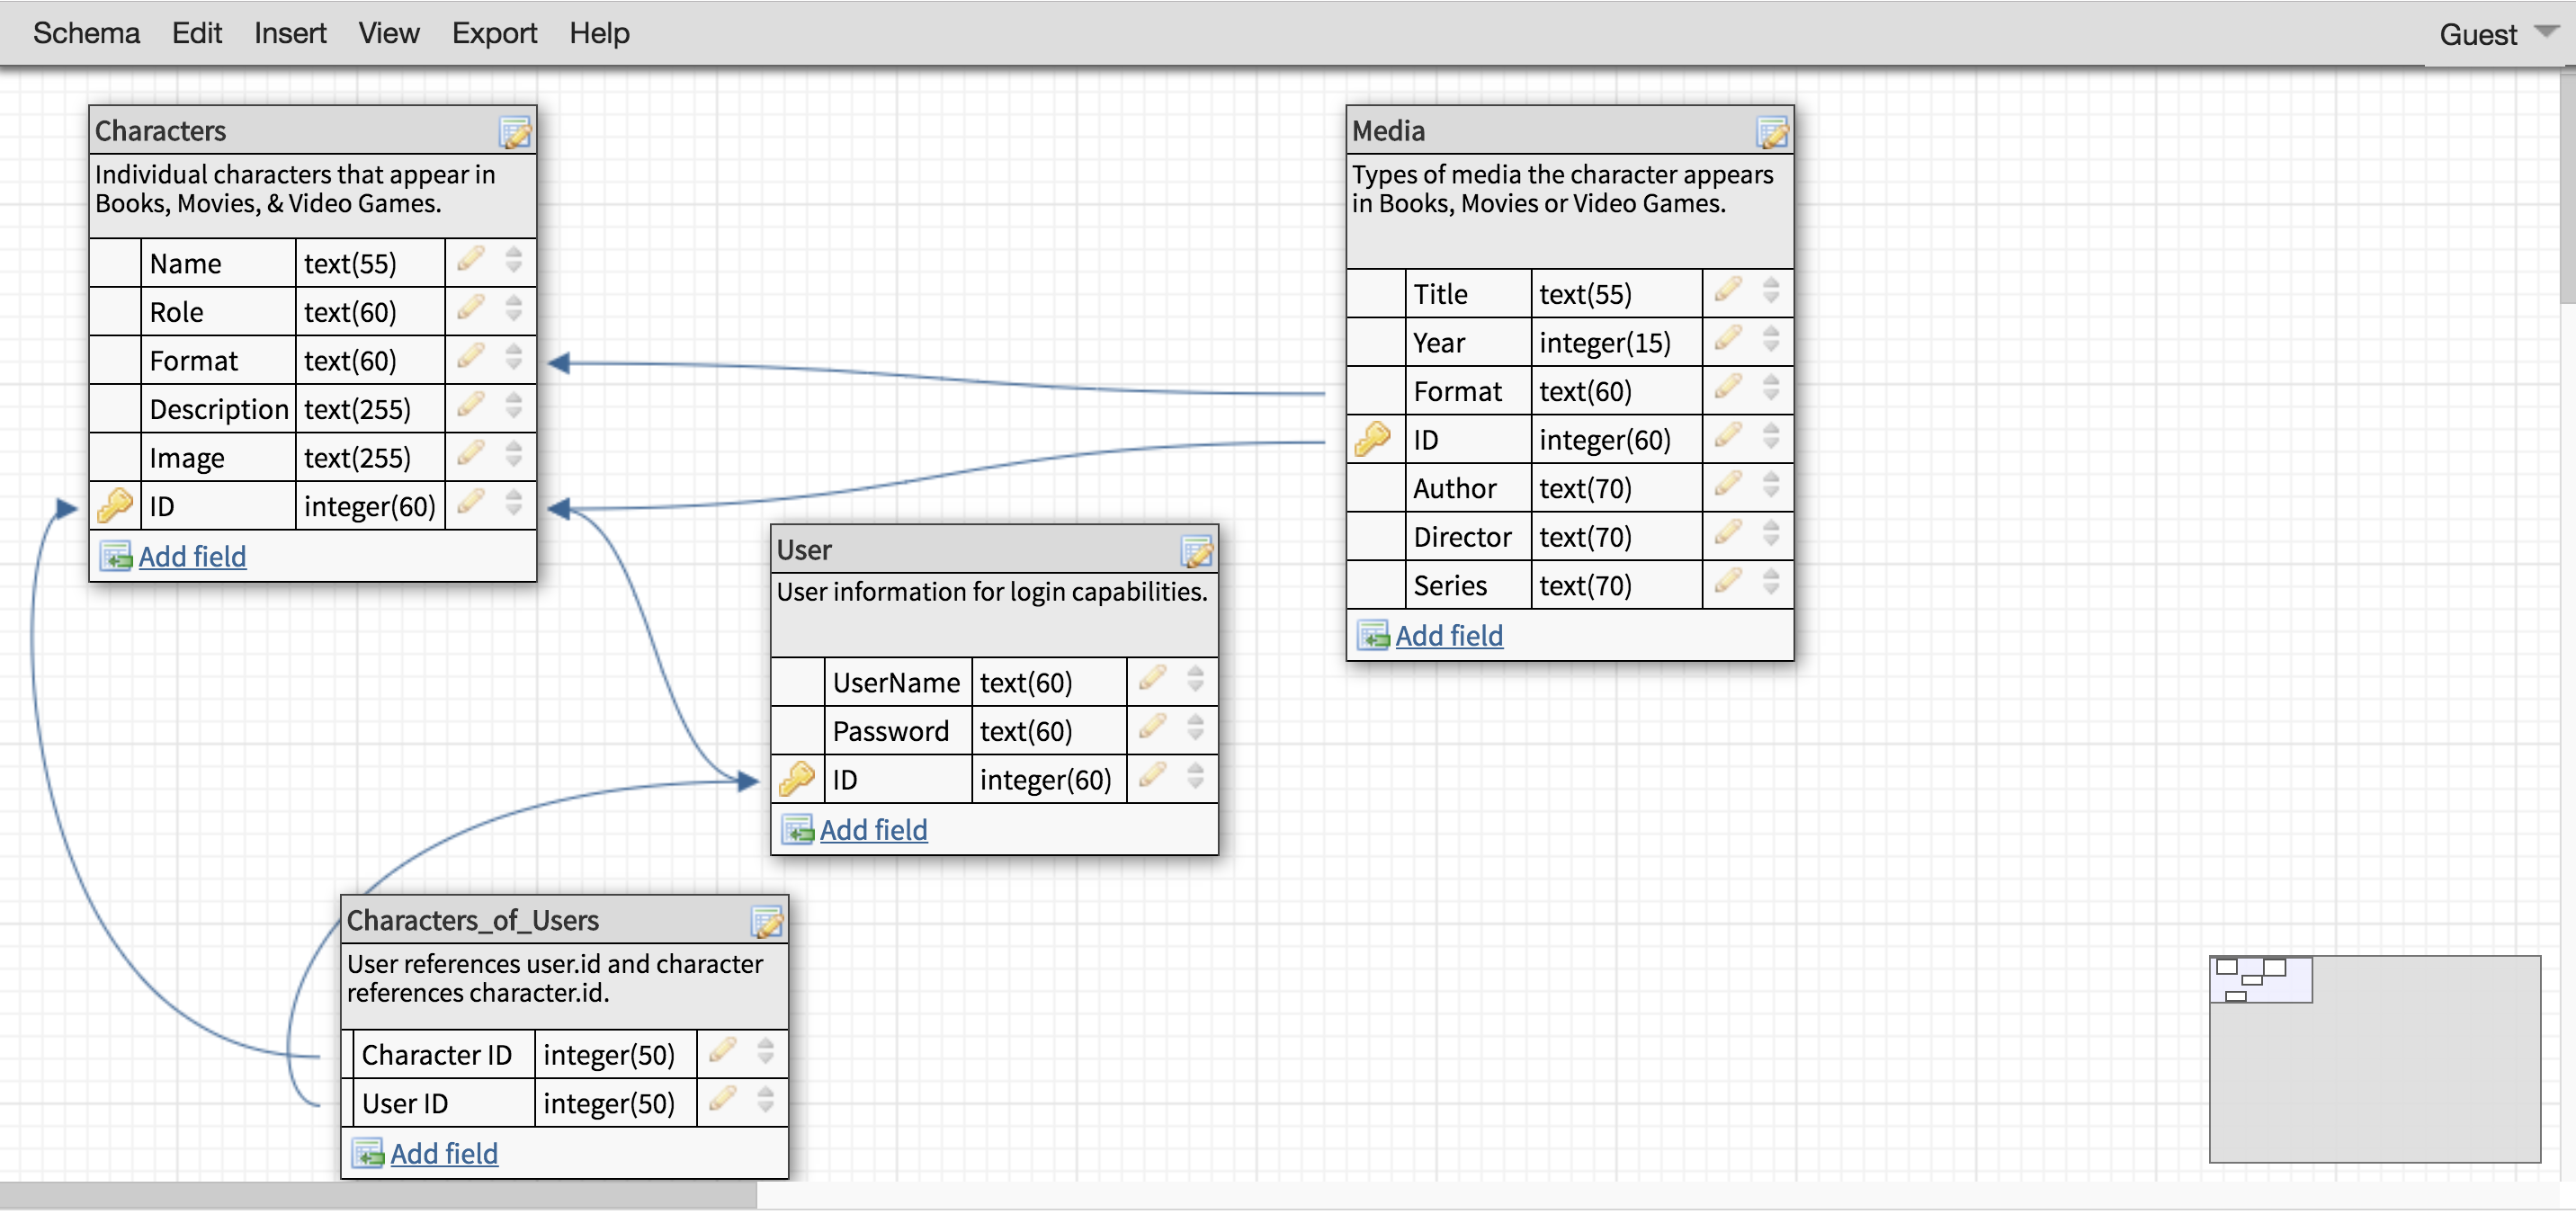 Schema Edit Insert View Export Help Guest
Characters
Individual characters that appear in
Books, Movies, & Video Games.
Name text(55)
Role text(60)
Format text(60)
Description text(255)
Image text(255)
ID integer(60)
Add field
Media
Types of media the character appears
in Books, Movies or Video Games.
Title text(55)
Year integer(15)
Format text(60)
ID integer(60)
Author text(70)
Director text(70)
Series text(70)
Add field
User
User information for login capabilities.
UserName text(60)
Password text(60)
ID integer(60)
Add field
Characters_of_Users
User references user.id and character
references character.id.
Character ID integer(50)
User ID integer(50)
Add field